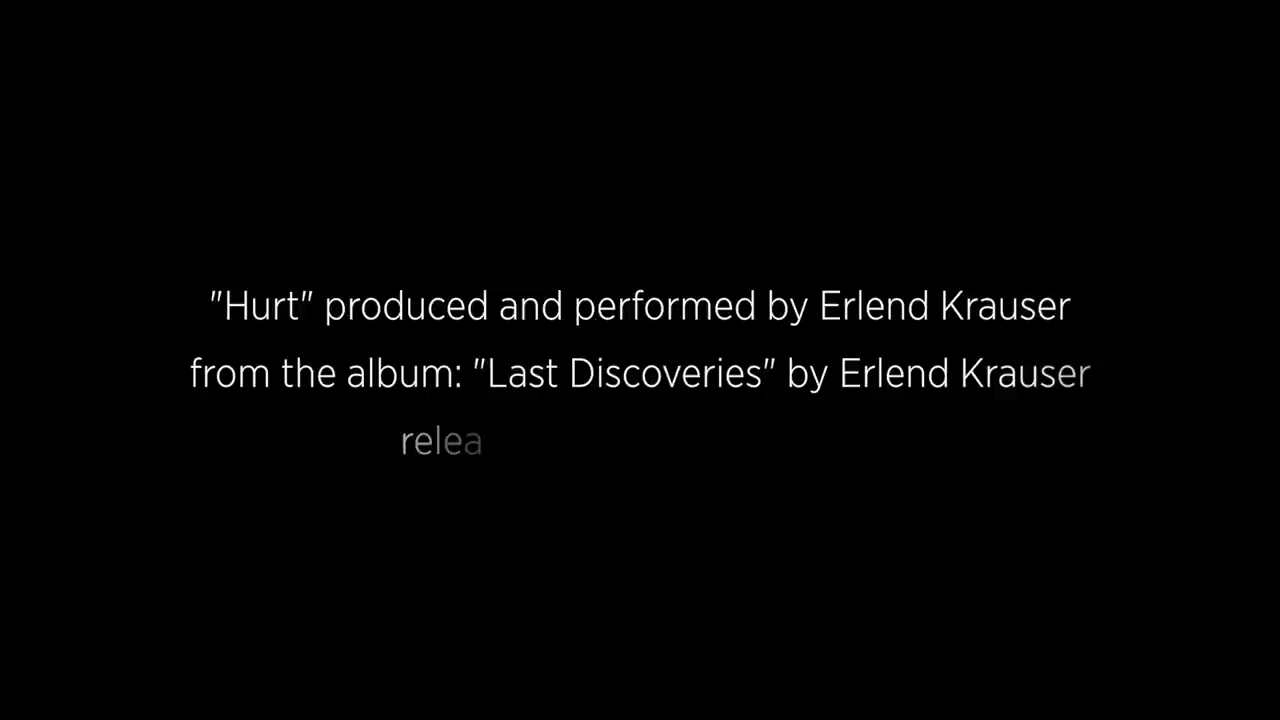 "Hurt" produced and performed by Erlend Krauser
from the album: "Last Discoveries" by Erlend Krauser
relea